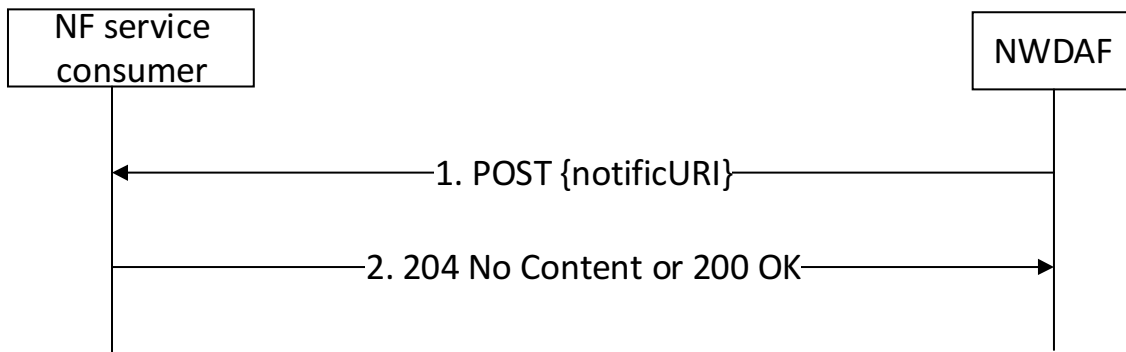 NF service
consumer
NWDAF
1. POST {notificURI}
2. 204 No Content or 200 OK